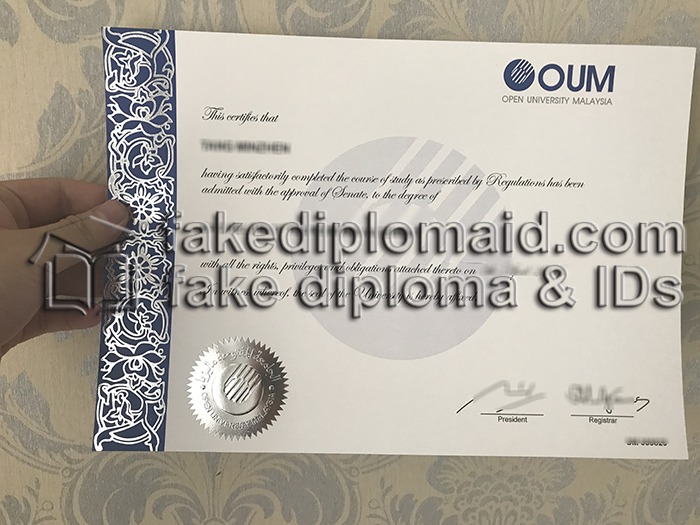 OUM
OPEN UNIVERSITY MALAYSIA
This certifies that
having satisfactorily completed the course of study as prescribed by Regulations has been
admitted with the approval of Senate, to the degree of
fakediplomaid.com
with all the rights, privileges and obligations attached thereto on
fake diploma & IDs
the seal of the University is hereby affixed
President
Registrar